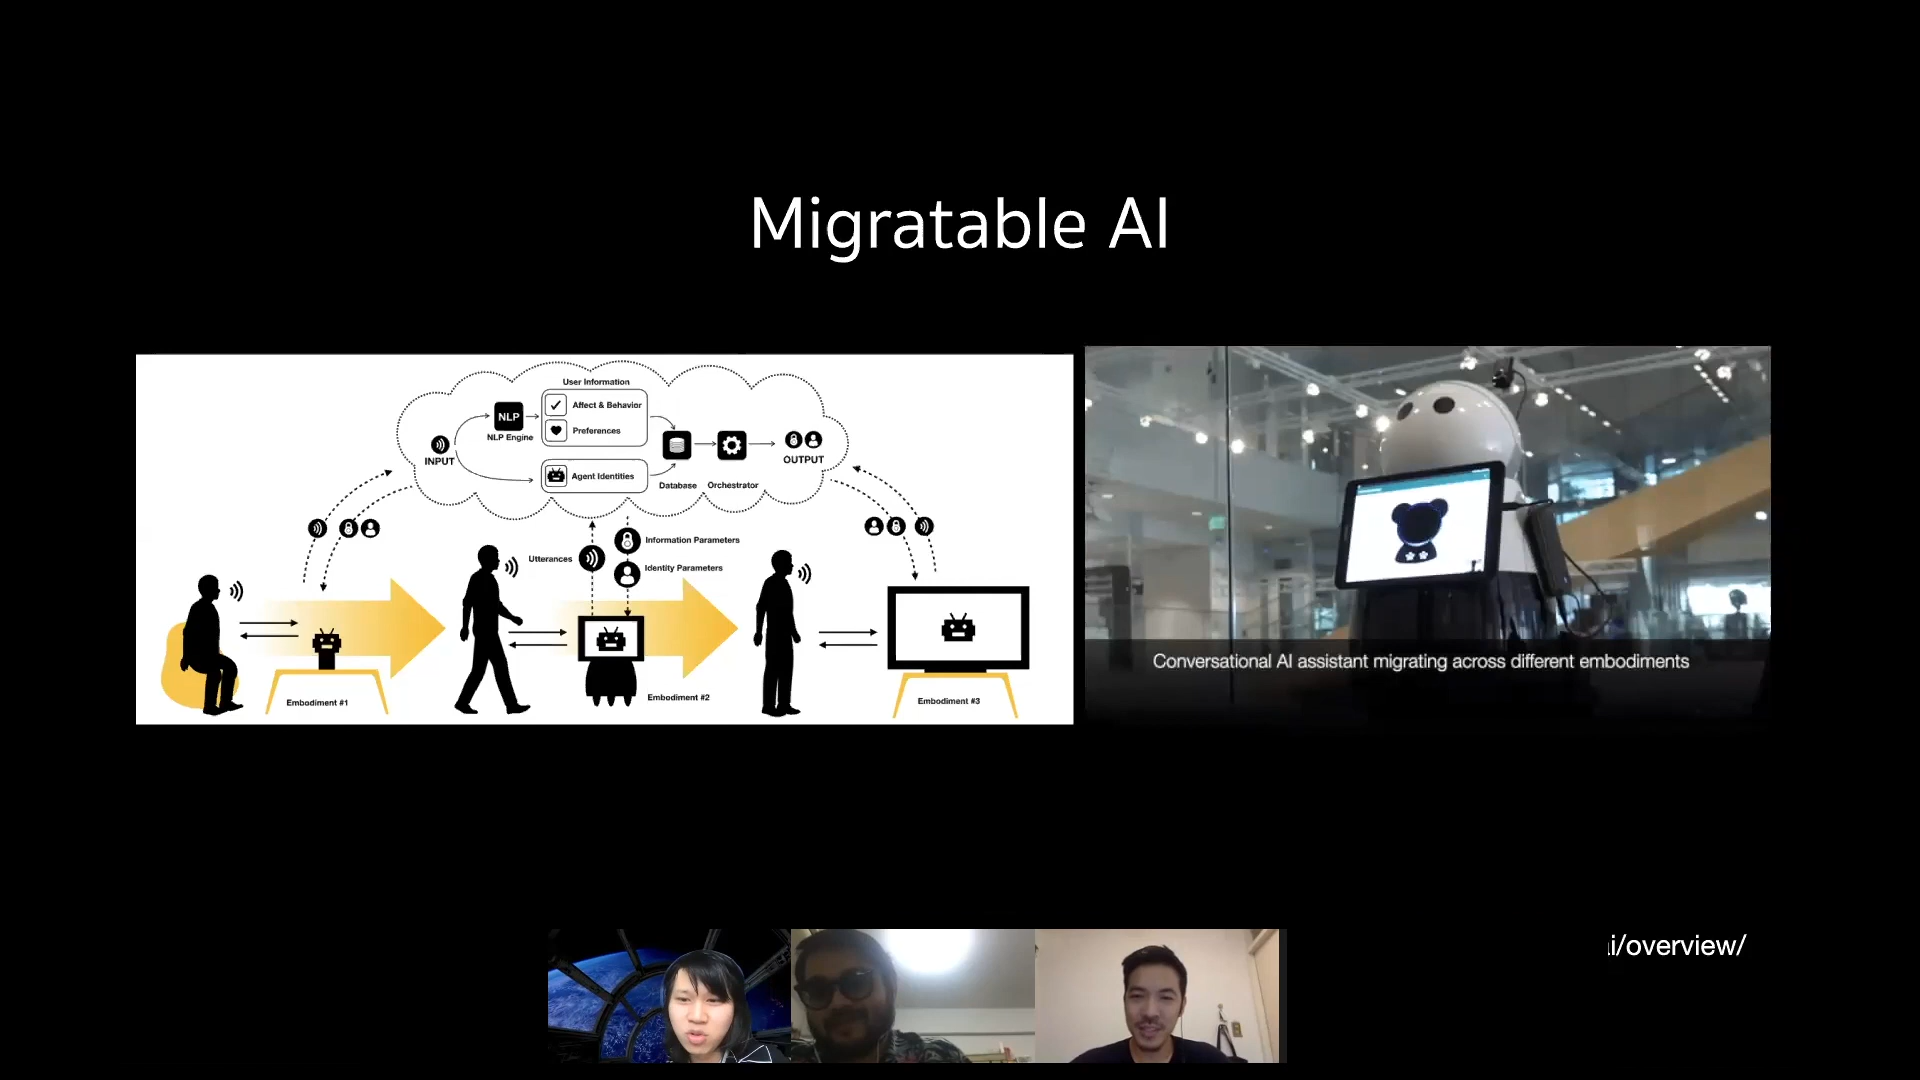 Migratable AI
User Information
NLP
NLP Engine
Affect & Behavior
Preferences
INPUT
Agent Identities
Database
Orchestrator
OUTPUT
Utterances
Information Parameters
Identity Parameters
Embodiment #1
Embodiment #2
Embodiment #3
Conversational AI assistant migrating across different embodiments
i/overview/